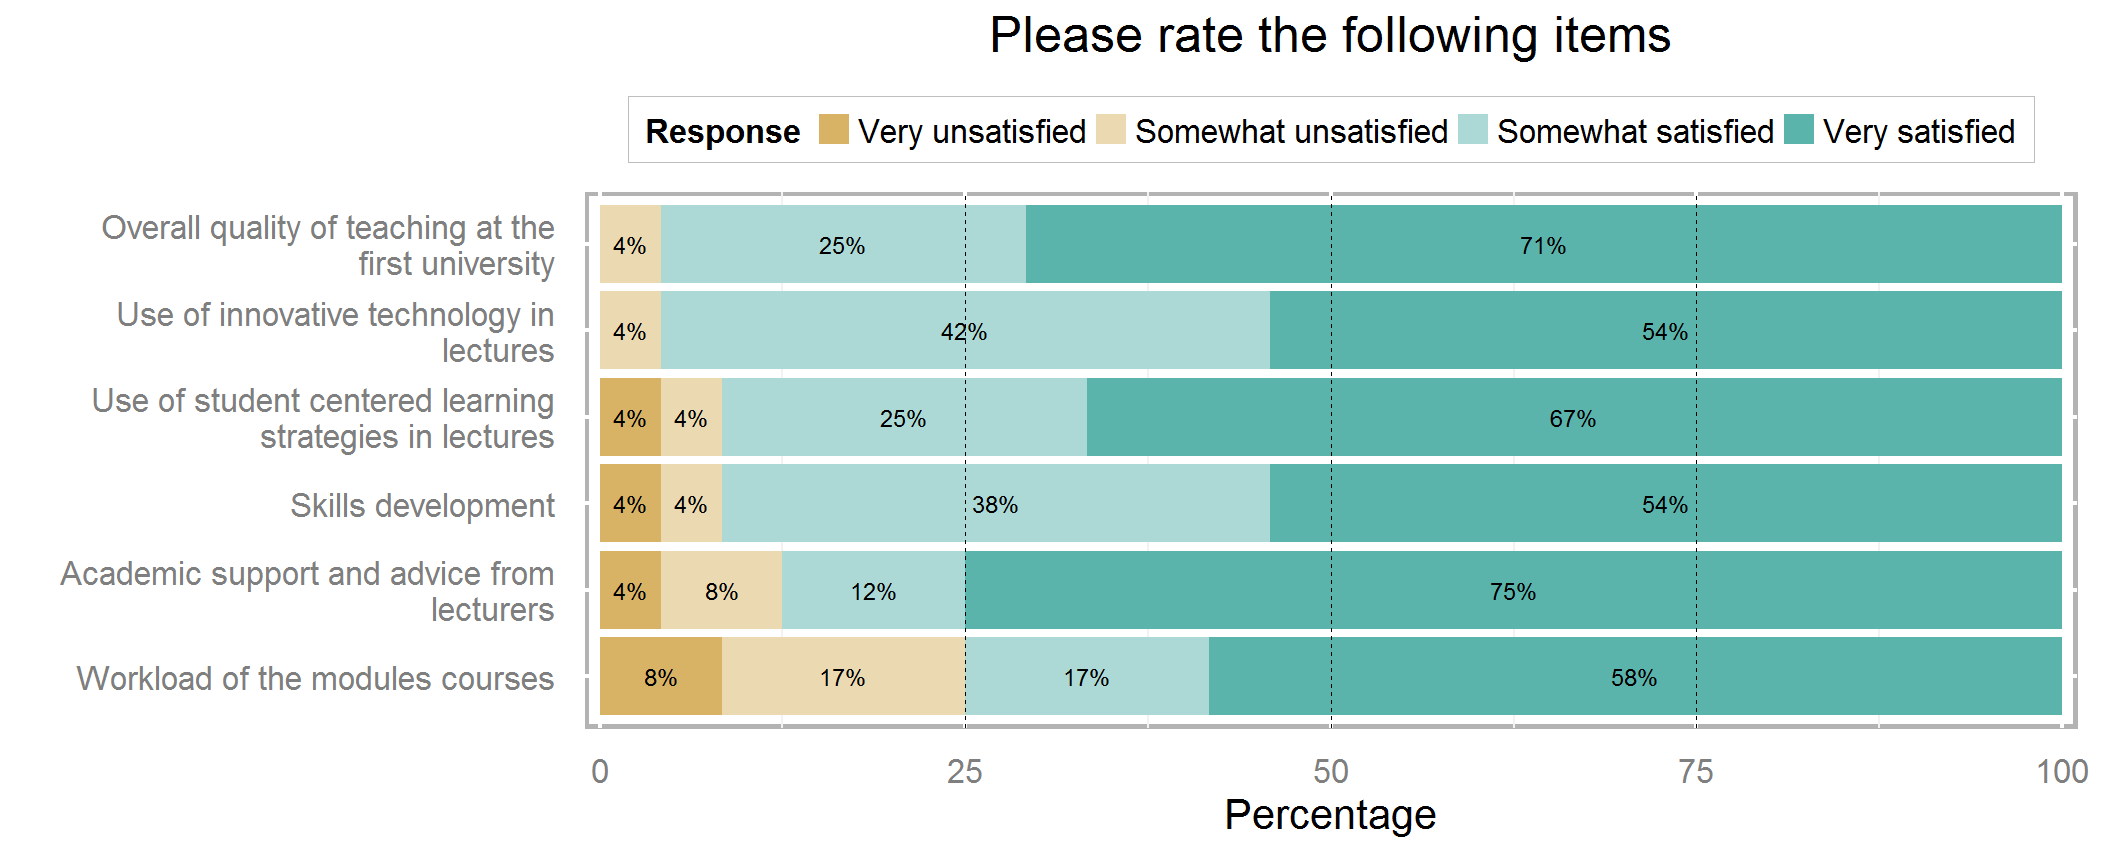 Please rate the following items
Response Very unsatisfied Somewhat unsatisfied Somewhat satisfied Very satisfied
Overall quality of teaching at the
first university
4% 25% 71%
Use of innovative technology in
lectures
4% 42% 54%
Use of student centered learning
strategies in lectures
4% 4% 25% 67%
Skills development
4% 4% 38% 54%
Academic support and advice from
lecturers
4% 8% 12% 75%
Workload of the modules courses
8% 17% 17% 58%
0 25 50 75 100
Percentage